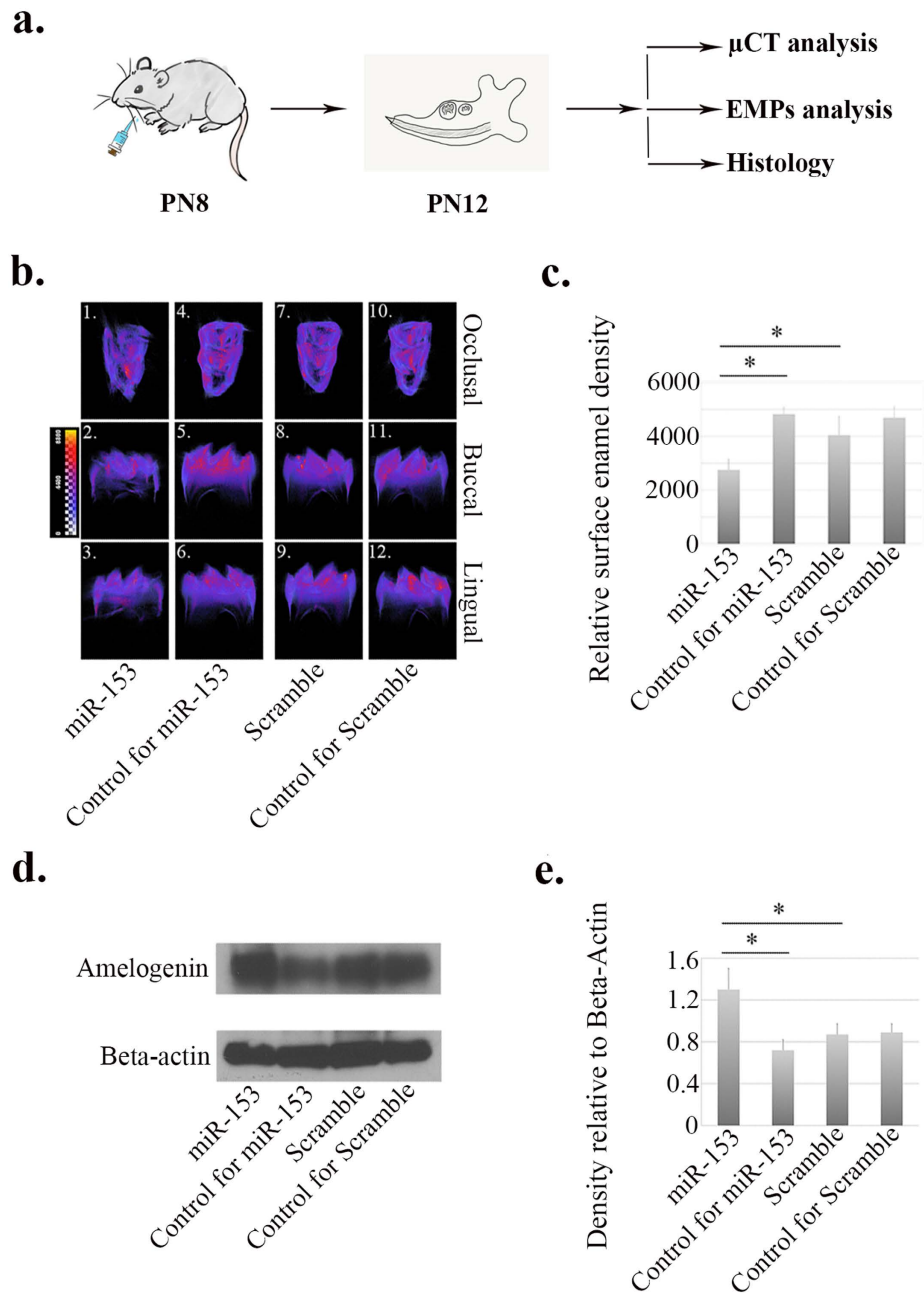 a.
µCT analysis
EMPs analysis
Histology
PN8
PN12
b.
1.
4.
7.
10.
Occlusal
2.
5.
8.
11.
Buccal
3.
6.
9.
12.
Lingual
8800
6400
0
miR-153
Control for miR-153
Scramble
Control for Scramble
c.
Relative surface enamel density
*
*
6000
4000
2000
0
miR-153
Control for miR-153
Scramble
Control for Scramble
d.
Amelogenin
Beta-actin
miR-153
Control for miR-153
Scramble
Control for Scramble
e.
Density relative to Beta-Actin
*
*
1.6
1.2
0.8
0.4
0
miR-153
Control for miR-153
Scramble
Control for Scramble